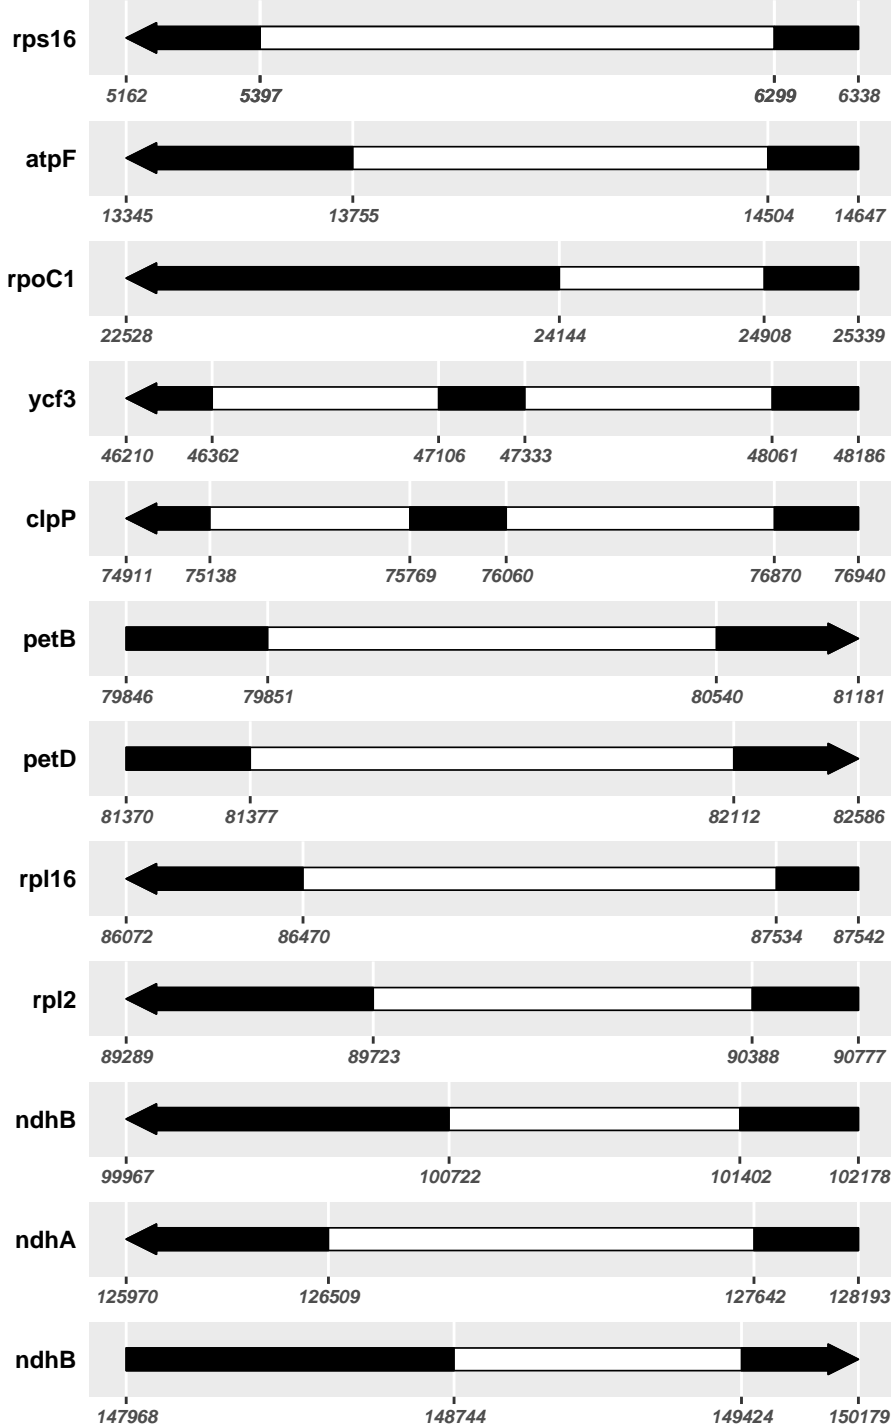 rps16
5162 5397 6299 6338
atpF
13345 13755 14504 14647
rpoC1
22528 24144 24908 25339
ycf3
46210 46362 47106 47333 48061 48186
clpP
74911 75138 75769 76060 76870 76940
petB
79846 79851 80540 81181
petD
81370 81377 82112 82586
rpl16
86072 86470 87534 87542
rpl2
89289 89723 90388 90777
ndhB
99967 100722 101402 102178
ndhA
125970 126509 127642 128193
ndhB
147968 148744 149424 150179